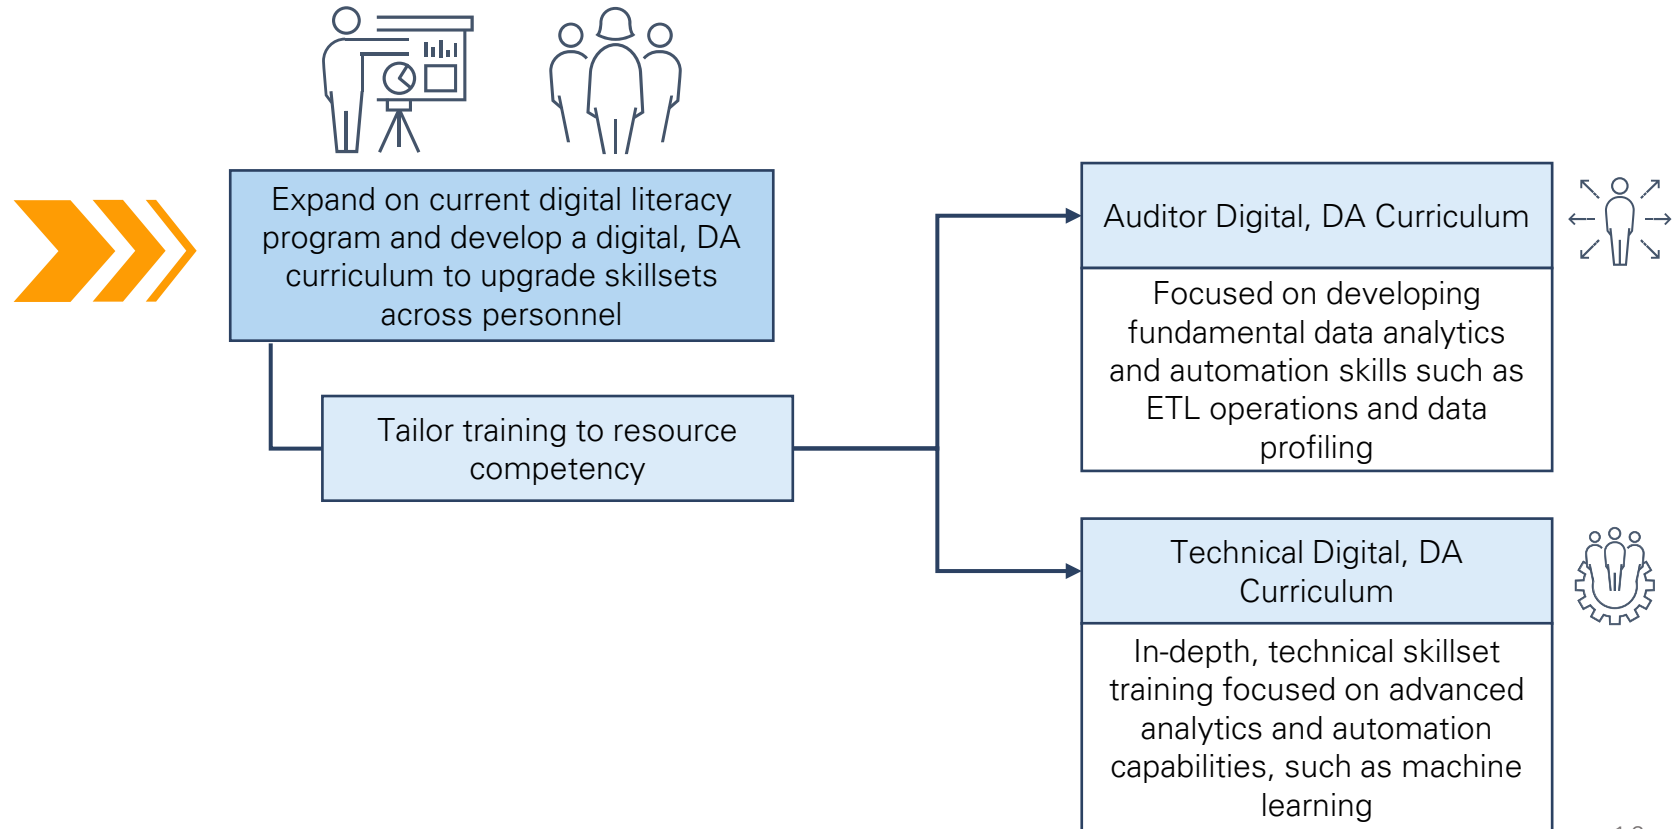 Expand on current digital literacy
program and develop a digital, DA
curriculum to upgrade skillsets
across personnel
Tailor training to resource
competency
Auditor Digital, DA Curriculum
Focused on developing
fundamental data analytics
and automation skills such as
ETL operations and data
profiling
Technical Digital, DA
Curriculum
In-depth, technical skillset
training focused on advanced
analytics and automation
capabilities, such as machine
learning